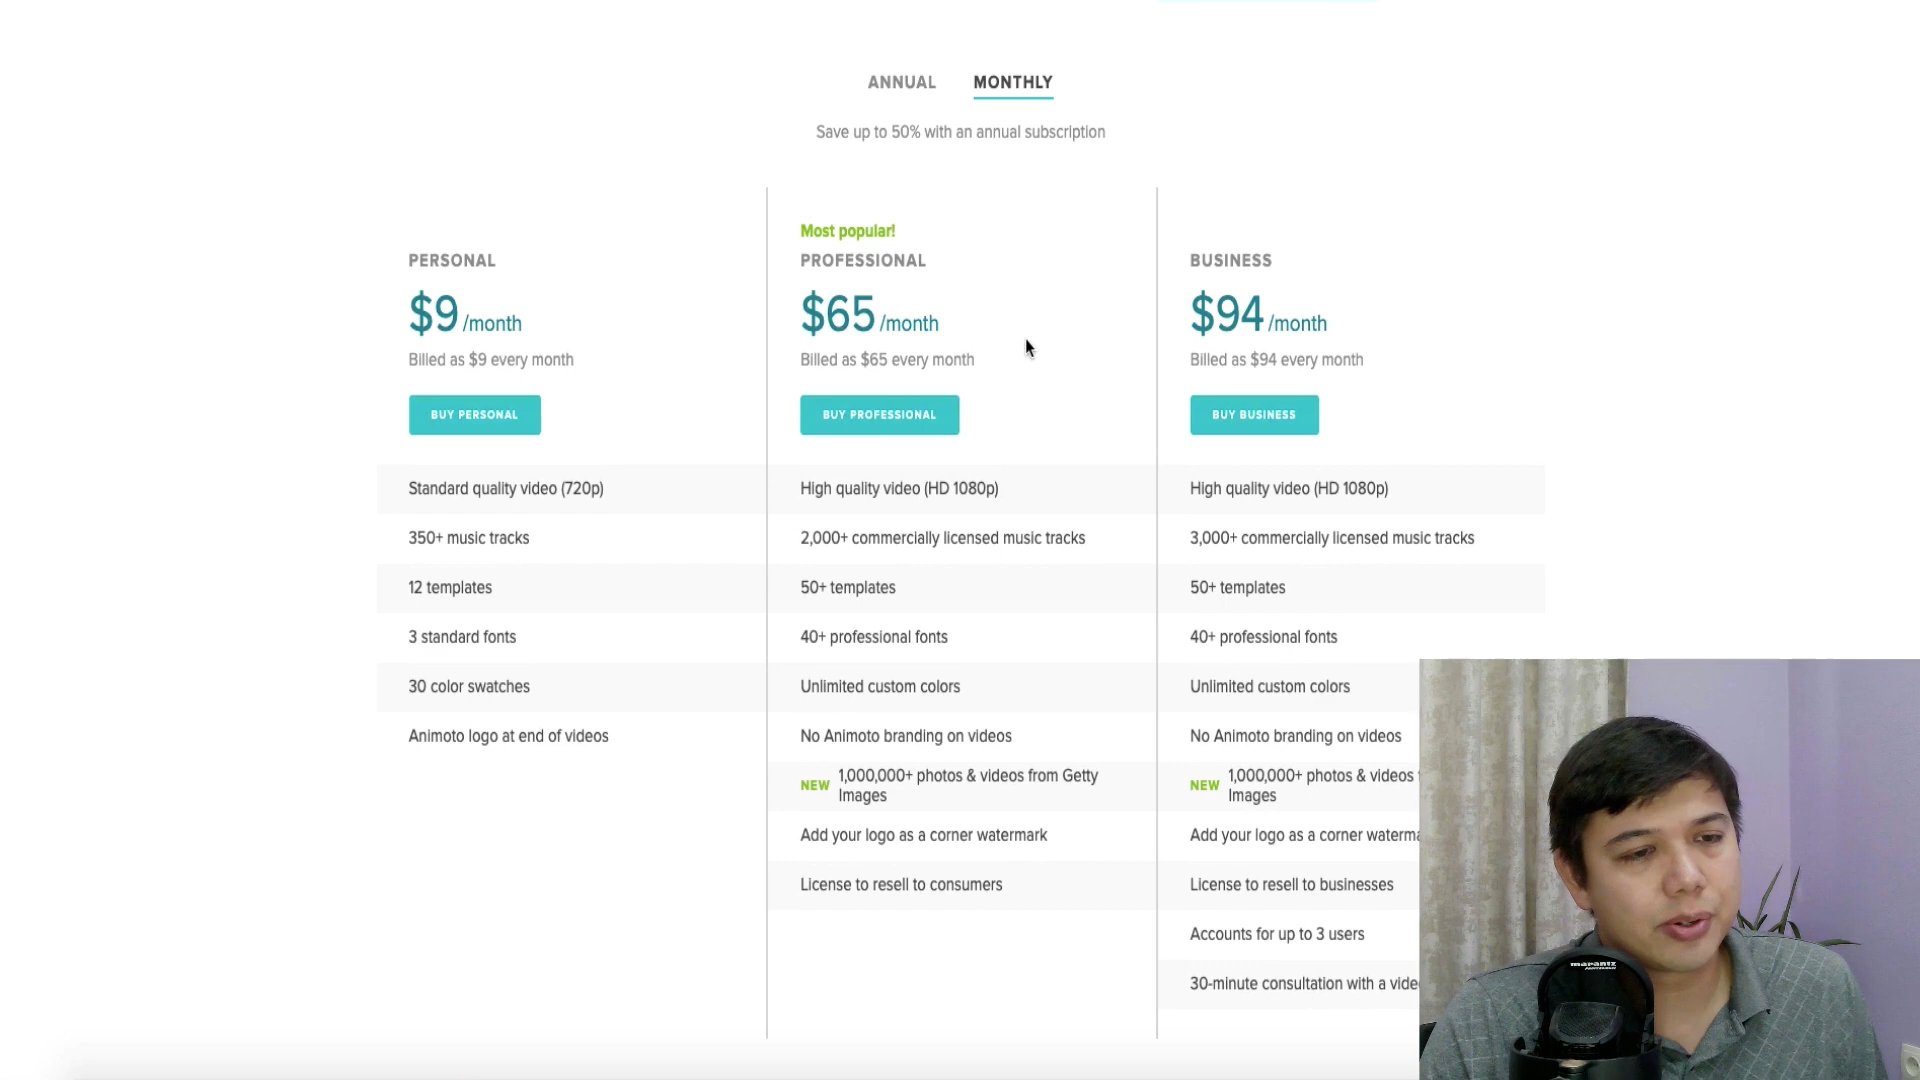 ANNUAL MONTHLY
Save up to 50% with an annual subscription
PERSONAL
$9 /month
Billed as $9 every month
BUY PERSONAL
Standard quality video (720p)
350+ music tracks
12 templates
3 standard fonts
30 color swatches
Animoto logo at end of videos
Most popular!
PROFESSIONAL
$65 /month
Billed as $65 every month
BUY PROFESSIONAL
High quality video (HD 1080p)
2,000+ commercially licensed music tracks
50+ templates
40+ professional fonts
Unlimited custom colors
No Animoto branding on videos
NEW 1,000,000+ photos & videos from Getty
Images
Add your logo as a corner watermark
License to resell to consumers
BUSINESS
$94 /month
Billed as $94 every month
BUY BUSINESS
High quality video (HD 1080p)
3,000+ commercially licensed music tracks
50+ templates
40+ professional fonts
Unlimited custom colors
No Animoto branding on videos
NEW 1,000,000+ photos & videos
Images
Add your logo as a corner
License to resell to businesses
Accounts for up to 3 users
30-minute consultation with a
marantz